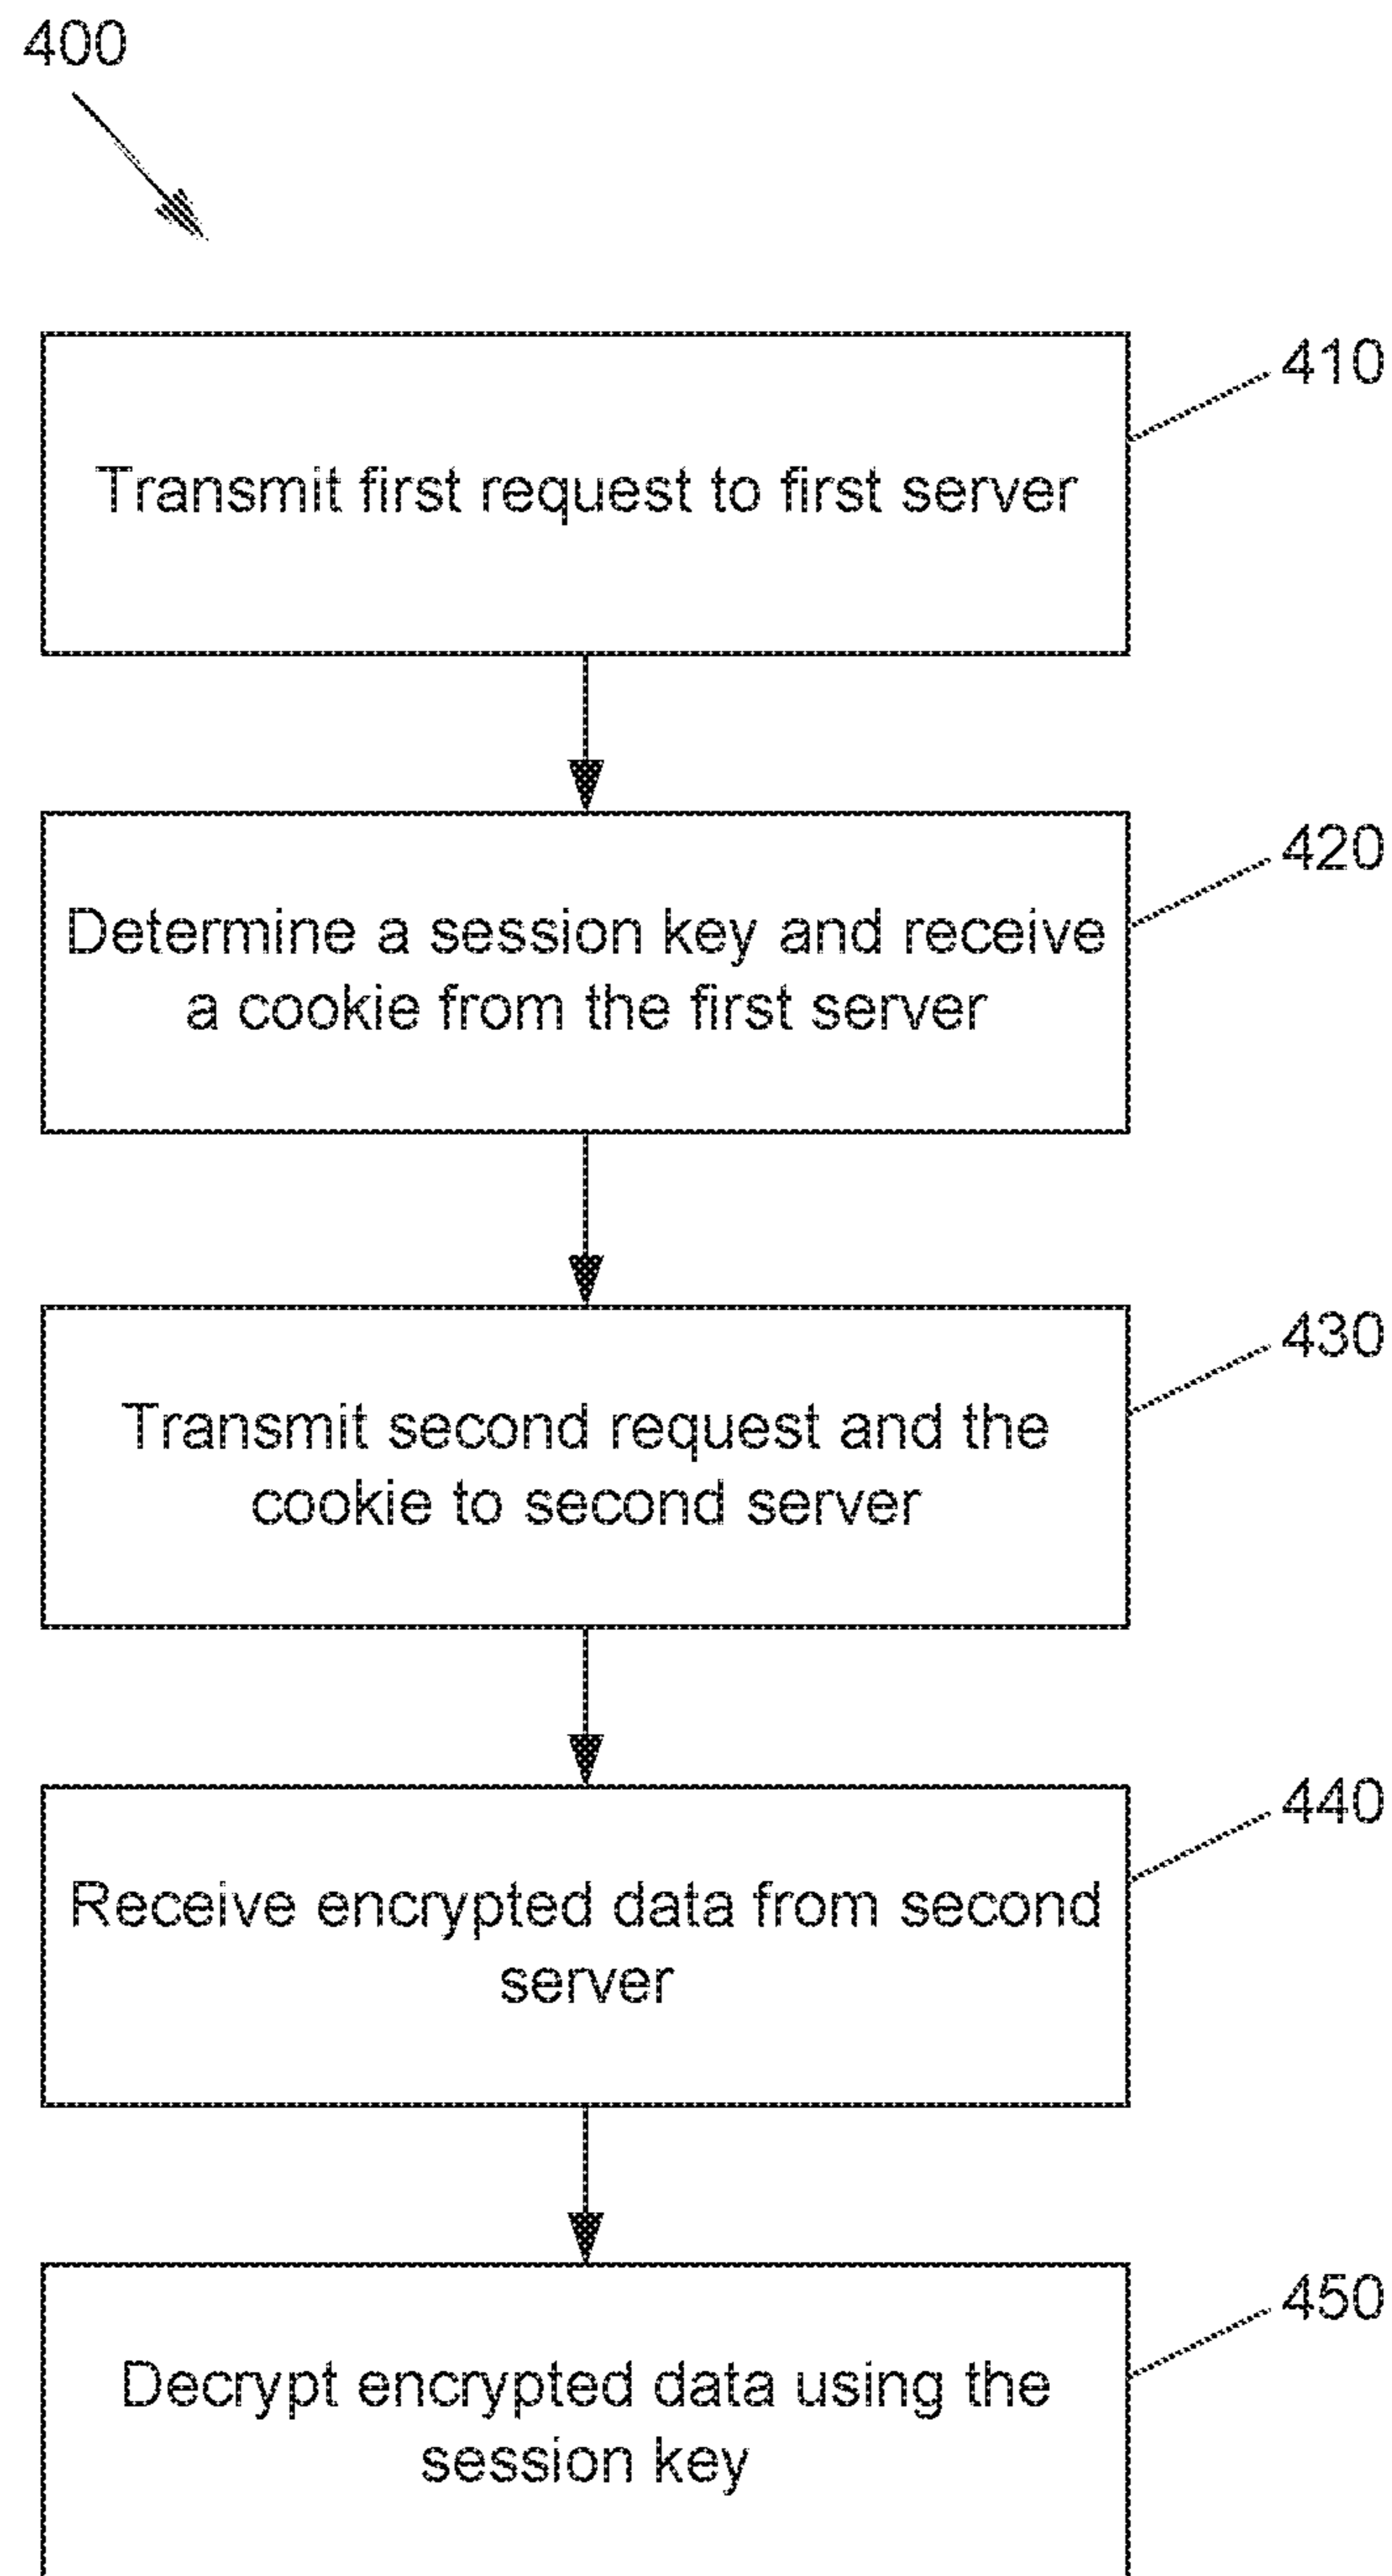 400
410
Transmit first request to first server
420
Determine a session key and receive
a cookie from the first server
430
Transmit second request and the
cookie to second server
440
Receive encrypted data from second
server
450
Decrypt encrypted data using the
session key